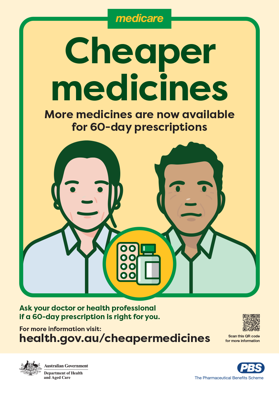 medicare
Cheaper
medicines
More medicines are now available
for 60-day prescriptions
Ask your doctor or health professional
if a 60-day prescription is right for you.
For more information visit:
health.gov.au/cheapermedicines
Scan this QR code
for more information
Australian Government
Department of Health
and Aged Care
PBS
The Pharmaceutical Benefits Scheme